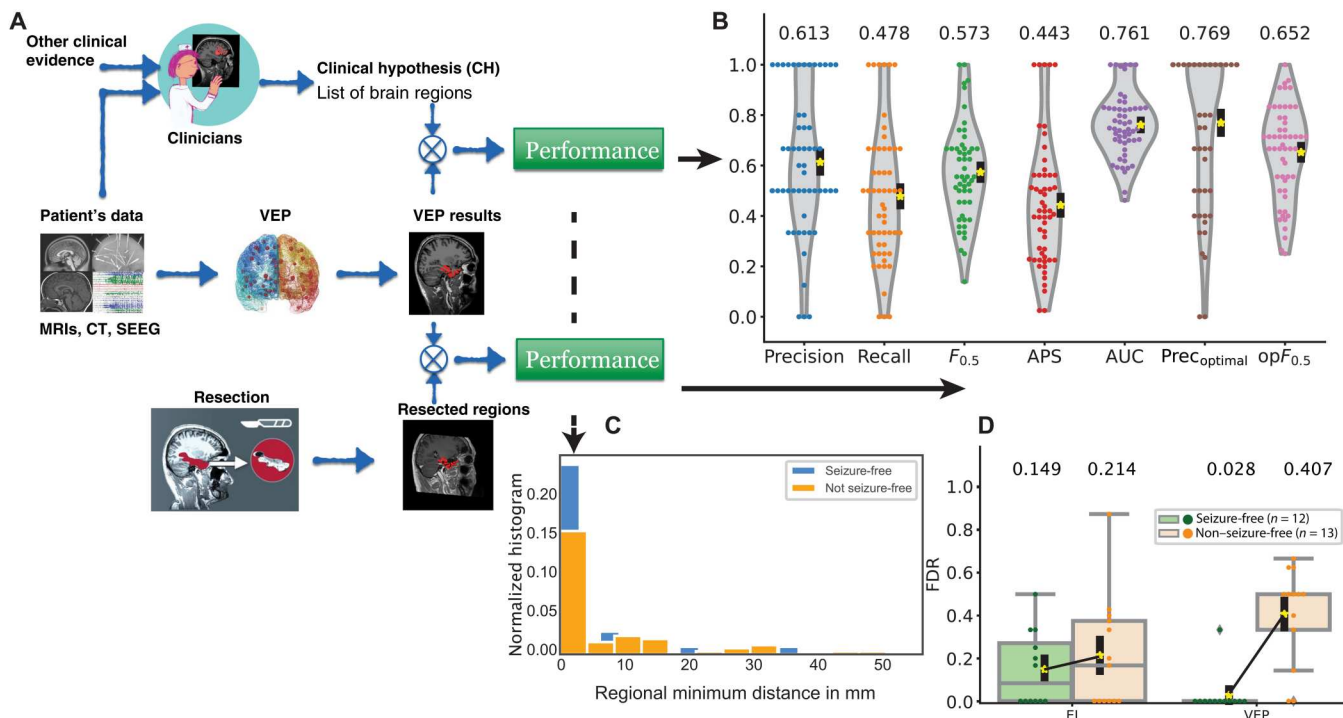 A
Other clinical
evidence
Clinicians
Clinical hypothesis (CH)
List of brain regions
Performance
Patient's data
VEP
VEP results
MRIs, CT, SEEG
Performance
Resection
Resected regions
B
0.613 0.478 0.573 0.443 0.761 0.769 0.652
1.0
0.8
0.6
0.4
0.2
0.0
Precision Recall F0.5 APS AUC Precoptimal opF0.5
C
Normalized histogram
0.20
0.15
0.10
0.05
0.00
Seizure-free
Not seizure-free
0 10 20 30 40 50
Regional minimum distance in mm
D
0.149 0.214 0.028 0.407
FDR
1.0
0.8
0.6
0.4
0.2
0.0
Seizure-free (n = 12)
Non–seizure-free (n = 13)
EI VEP